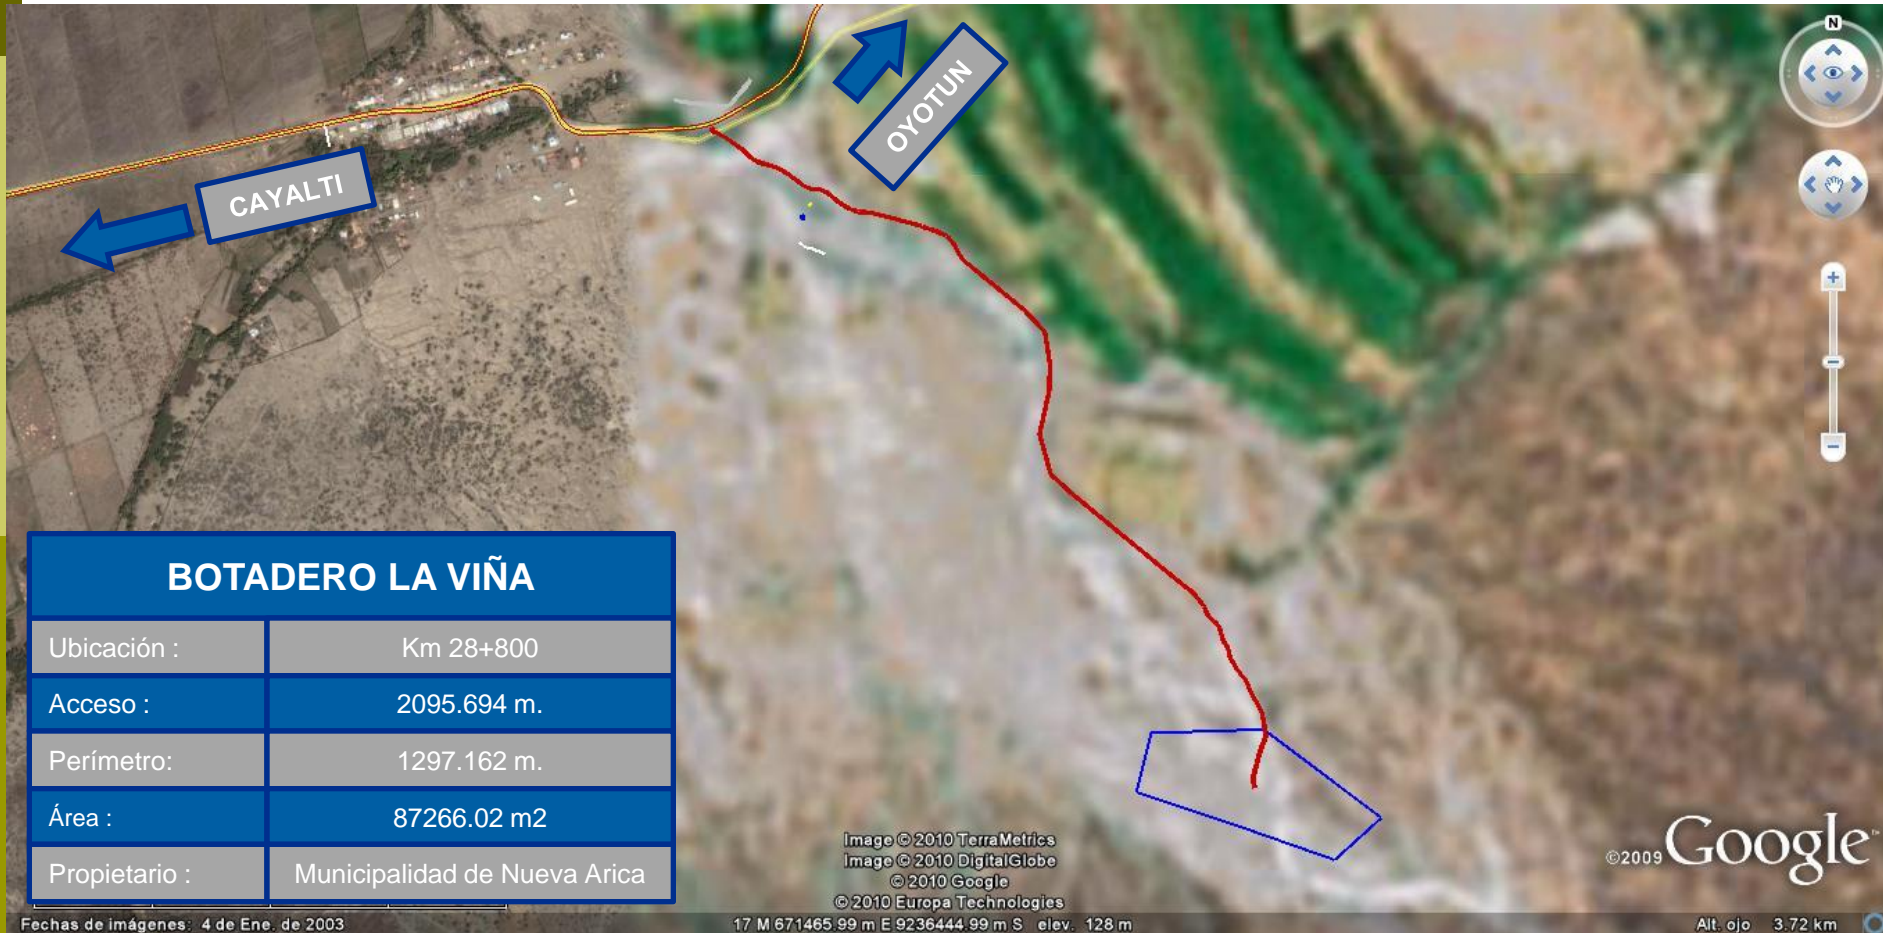 N
OYOTUN
CAYALTI
BOTADERO LA VIÑA
Ubicación : Km 28+800
Acceso : 2095.694 m.
Perímetro: 1297.162 m.
Área : 87266.02 m2
Propietario : Municipalidad de Nueva Arica
Image © 2010 TerraMetrics
Image © 2010 DigitalGlobe
© 2010 Google
© 2010 Europa Technologies
©2009 Google™
Fechas de imágenes: 4 de Ene. de 2003 17 M 671465.99 m E 9236444.99 m S elev. 128 m Alt. ojo 3.72 km